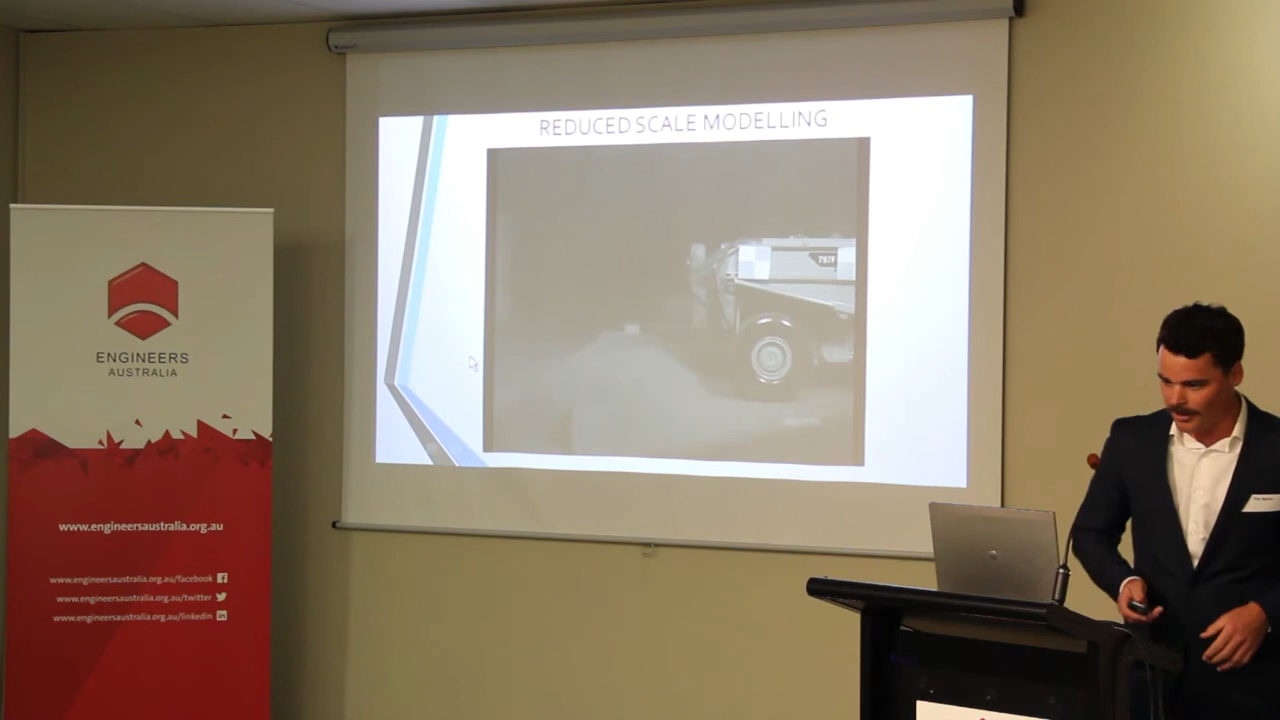 REDUCED SCALE MODELLING
797F
ENGINEERS
AUSTRALIA
www.engineersaustralia.org.au
www.engineersaustralia.org.au/facebook
www.engineersaustralia.org.au/twitter
www.engineersaustralia.org.au/linkedin